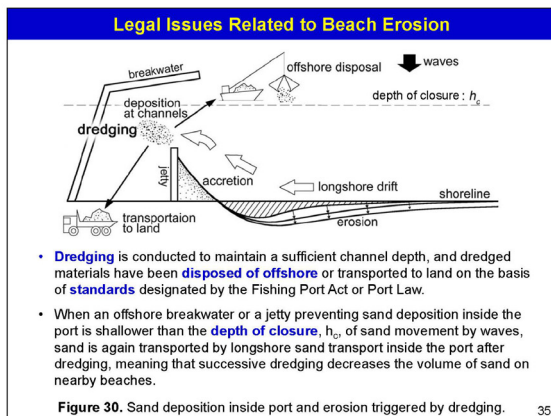 Legal Issues Related to Beach Erosion
breakwater
offshore disposal
waves
deposition
at channels
depth of closure : hc
dredging
jetty
accretion
longshore drift
shoreline
transportaion
to land
erosion
• Dredging is conducted to maintain a sufficient channel depth, and dredged
materials have been disposed of offshore or transported to land on the basis
of standards designated by the Fishing Port Act or Port Law.
• When an offshore breakwater or a jetty preventing sand deposition inside the
port is shallower than the depth of closure, hc, of sand movement by waves,
sand is again transported by longshore sand transport inside the port after
dredging, meaning that successive dredging decreases the volume of sand on
nearby beaches.
Figure 30. Sand deposition inside port and erosion triggered by dredging.
35